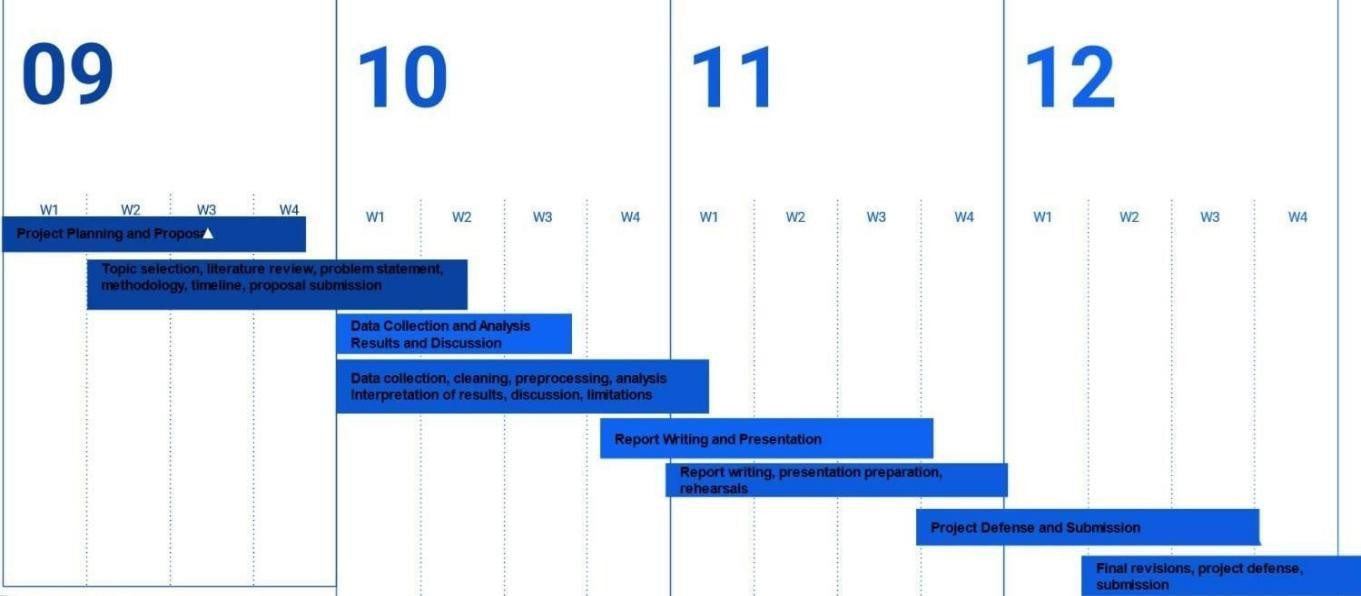 09
10
11
12
W1 W2 W3 W4
W1 W2 W3 W4
W1 W2 W3 W4
W1 W2 W3 W4
Project Planning and Proposa
Topic selection, literature review, problem statement,
methodology, timeline, proposal submission
Data Collection and Analysis
Results and Discussion
Data collection, cleaning, preprocessing, analysis
Interpretation of results, discussion, limitations
Report Writing and Presentation
Report writing, presentation preparation,
rehearsals
Project Defense and Submission
Final revisions, project defense,
submission